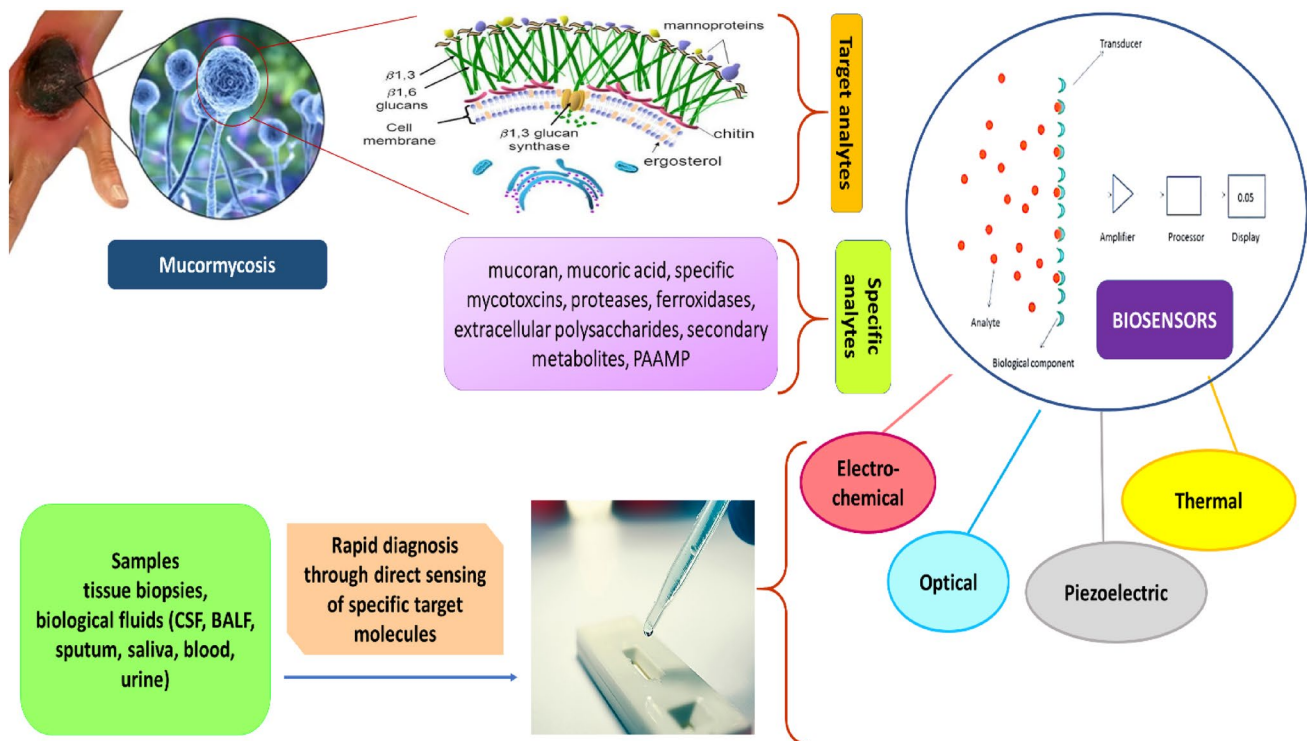 mannoproteins
β1,3
β1,6
glucans
Cell
membrane
β1,3 glucan
synthase
chitin
ergosterol
Target analytes
Mucormycosis
mucoran, mucoric acid, specific
mycotoxcins, proteases, ferroxidases,
extracellular polysaccharides, secondary
metabolites, PAAMP
Specific
analytes
Transducer
Amplifier
Processor
0.05
Display
Analyte
Biological component
BIOSENSORS
Electro-
chemical
Optical
Piezoelectric
Thermal
Samples
tissue biopsies,
biological fluids (CSF, BALF,
sputum, saliva, blood,
urine)
Rapid diagnosis
through direct sensing
of specific target
molecules